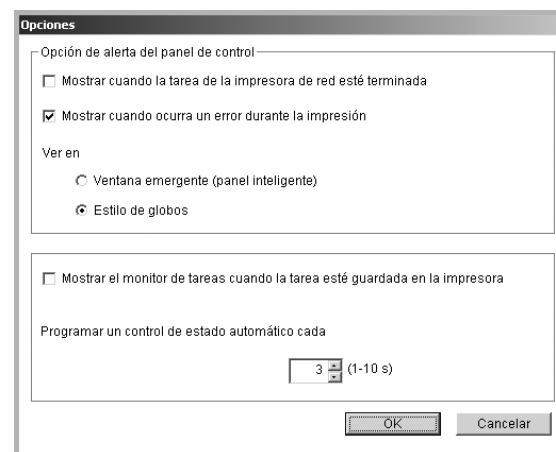 Opciones
Opción de alerta del panel de control
Mostrar cuando la tarea de la impresora de red esté terminada
Mostrar cuando ocurra un error durante la impresión
Ver en
Ventana emergente (panel inteligente)
Estilo de globos
Mostrar el monitor de tareas cuando la tarea esté guardada en la impresora
Programar un control de estado automático cada
3 (1-10 s)
OK Cancelar